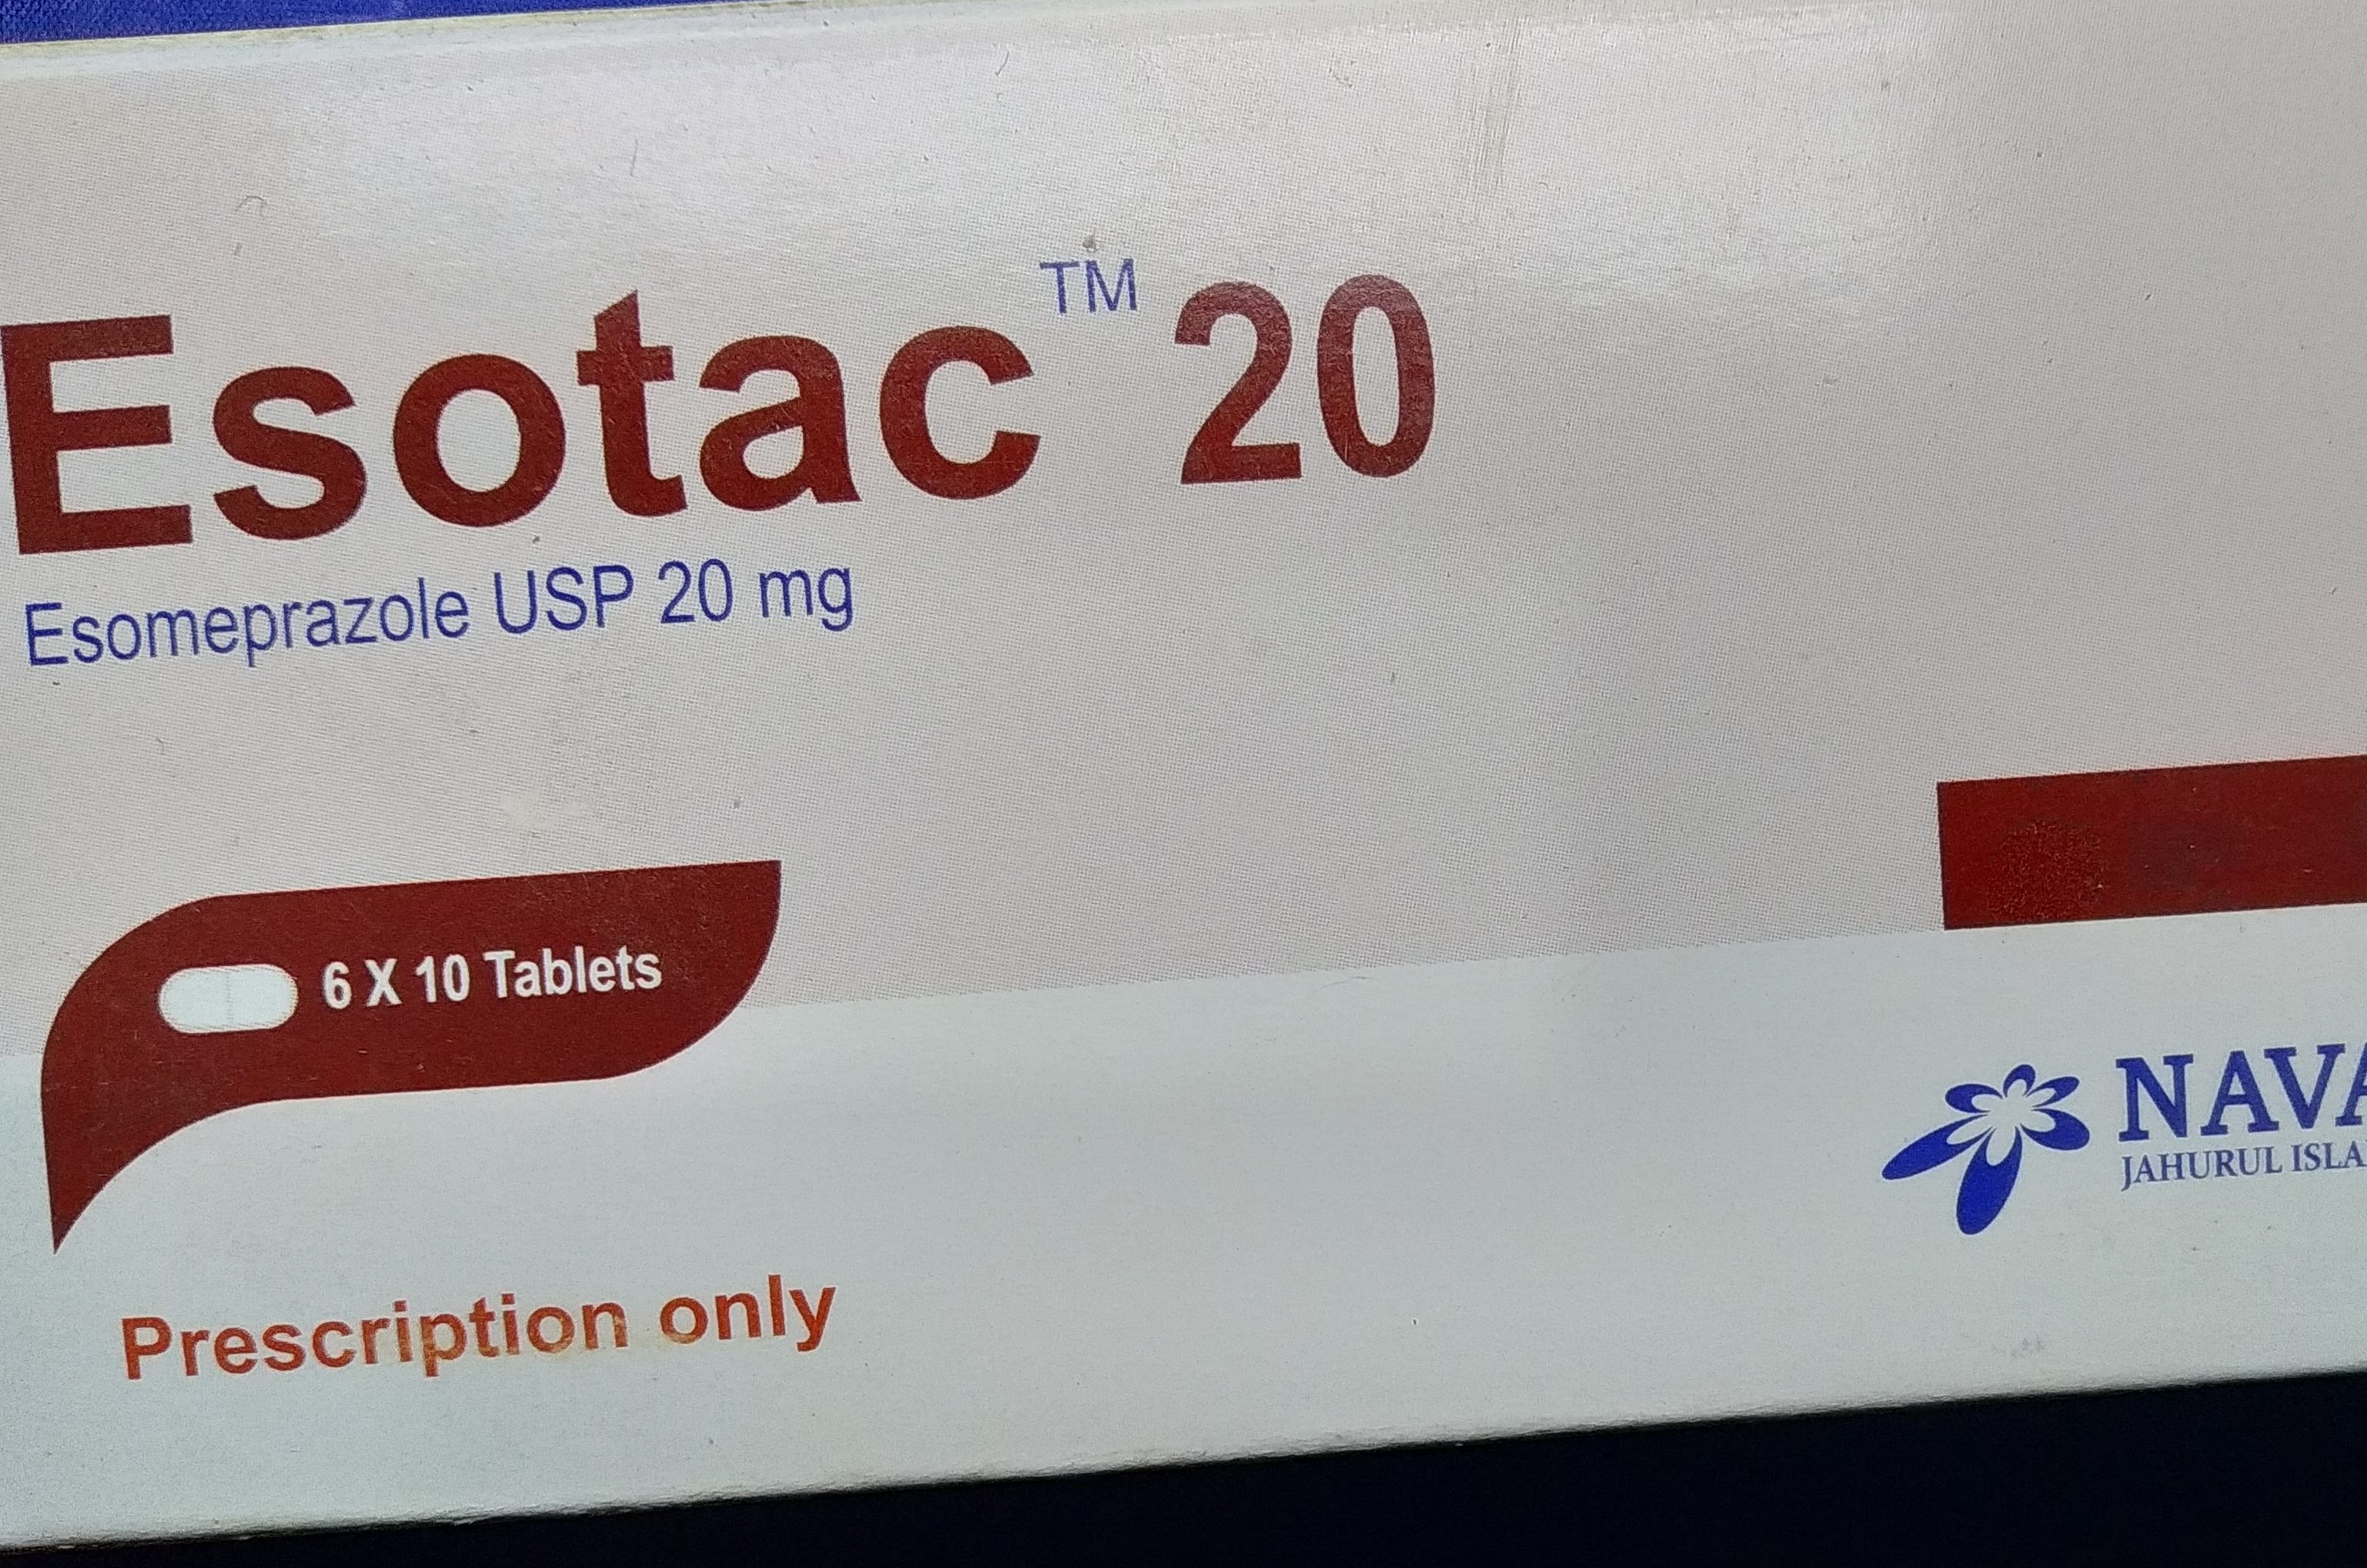 Esotac™ 20
Esomeprazole USP 20 mg
6 X 10 Tablets
NAVA
JAHURUL ISLA
Prescription only